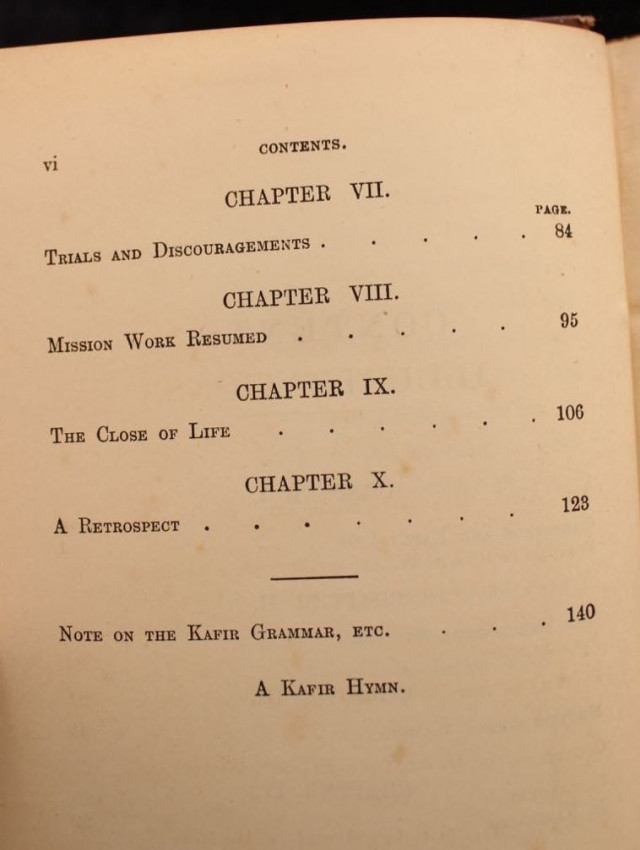 vi
CONTENTS.
CHAPTER VII.
PAGE.
TRIALS AND DISCOURAGEMENTS . . . . . 84
CHAPTER VIII.
MISSION WORK RESUMED . . . . . 95
CHAPTER IX.
THE CLOSE OF LIFE . . . . . . 106
CHAPTER X.
A RETROSPECT . . . . . . . 123
NOTE ON THE KAFIR GRAMMAR, ETC. . . . 140
A KAFIR HYMN.